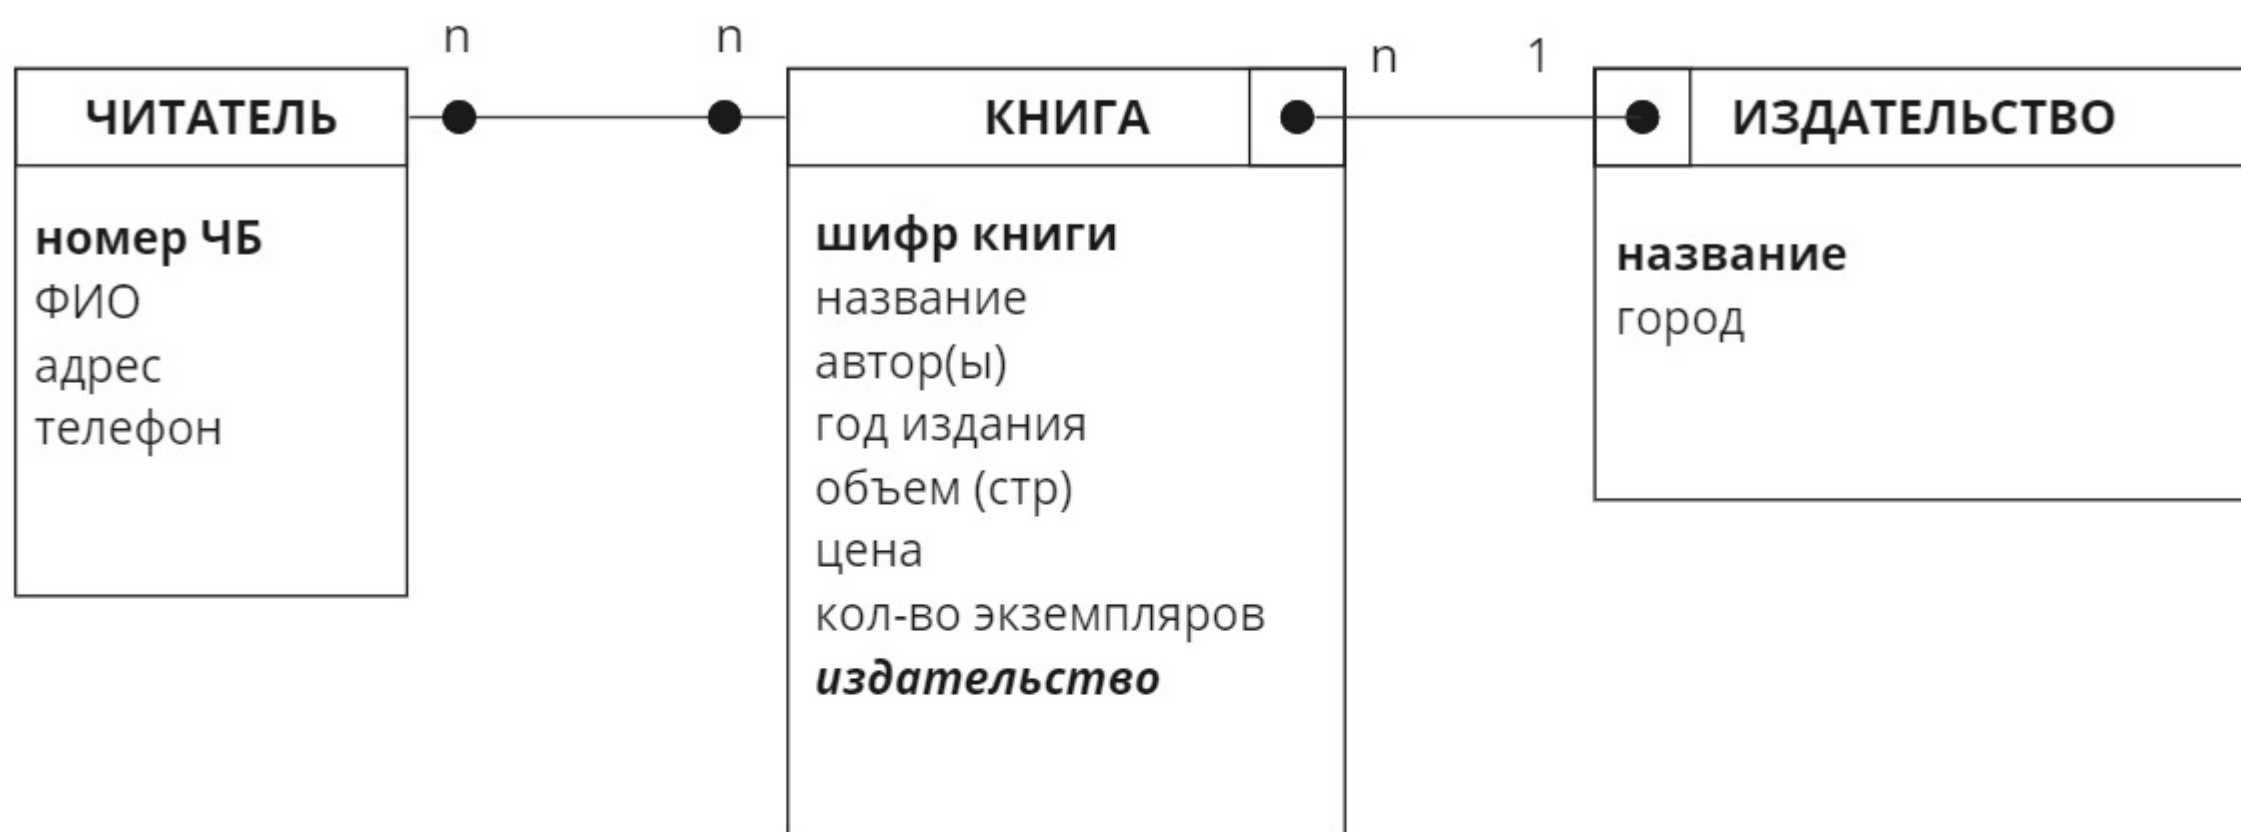 n
n
n
1
ЧИТАТЕЛЬ
номер ЧБ
ФИО
адрес
телефон
КНИГА
шифр книги
название
автор(ы)
год издания
объем (стр)
цена
кол-во экземпляров
издательство
ИЗДАТЕЛЬСТВО
название
город